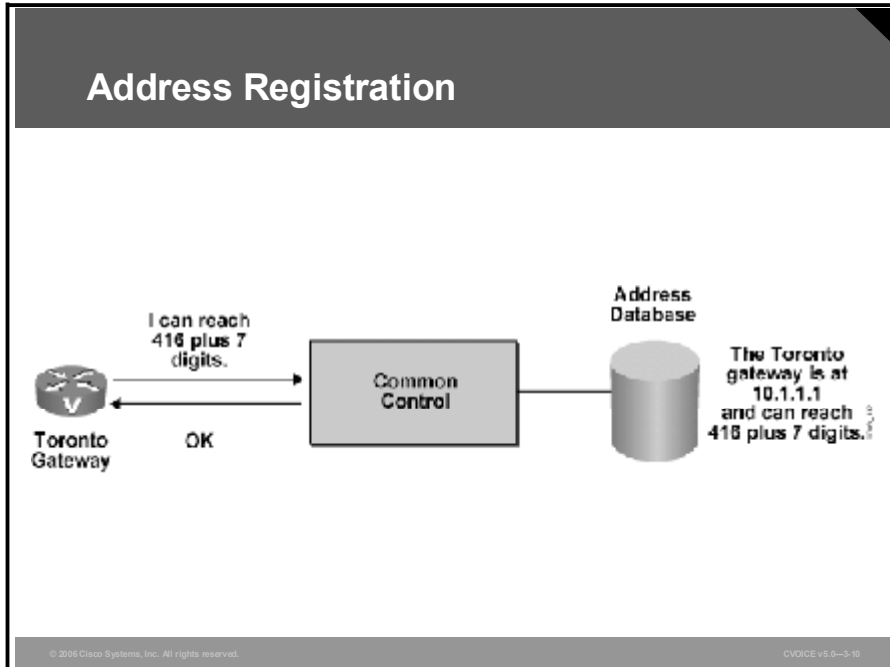 Address Registration
I can reach
416 plus 7
digits.
V
Toronto
Gateway
OK
Common
Control
Address
Database
The Toronto
gateway is at
10.1.1.1
and can reach
416 plus 7 digits.
© 2006 Cisco Systems, Inc. All rights reserved.
CVOICE v5.0—3-10